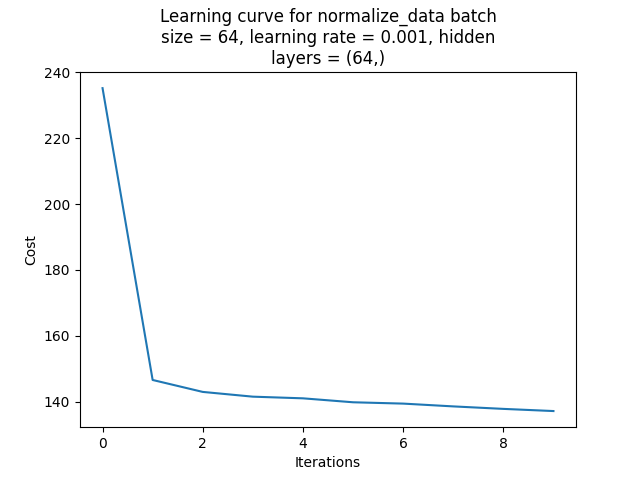 Learning curve for normalize_data batch
size = 64, learning rate = 0.001, hidden
layers = (64,)
240
220
200
180
160
140
Cost
0 2 4 6 8
Iterations